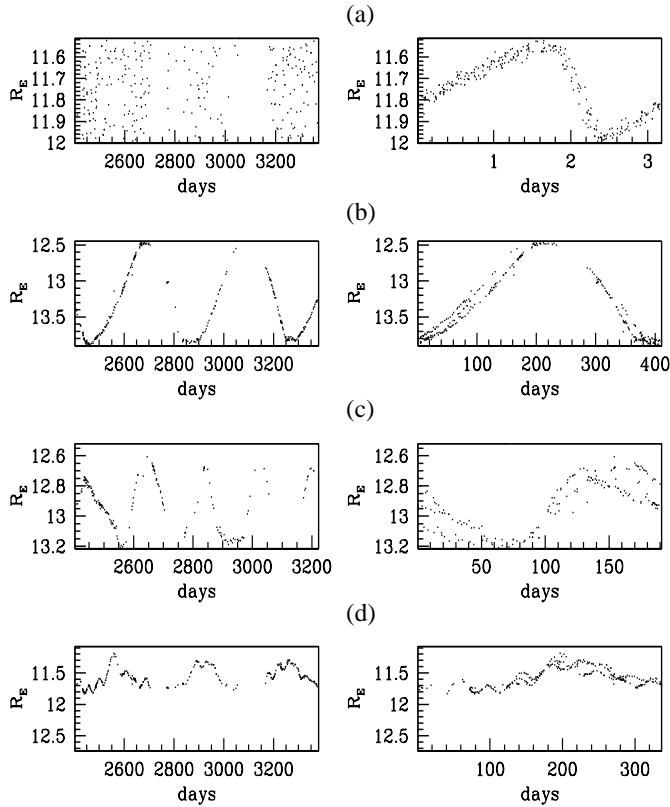 (a)
R_E
11.6
11.7
11.8
11.9
12
2600 2800 3000 3200
days
R_E
11.6
11.7
11.8
11.9
12
1 2 3
days
(b)
R_E
12.5
13
13.5
2600 2800 3000 3200
days
R_E
12.5
13
13.5
100 200 300 400
days
(c)
R_E
12.6
12.8
13
13.2
2600 2800 3000 3200
days
R_E
12.6
12.8
13
13.2
50 100 150
days
(d)
R_E
11.5
12
12.5
2600 2800 3000 3200
days
R_E
11.5
12
12.5
100 200 300
days